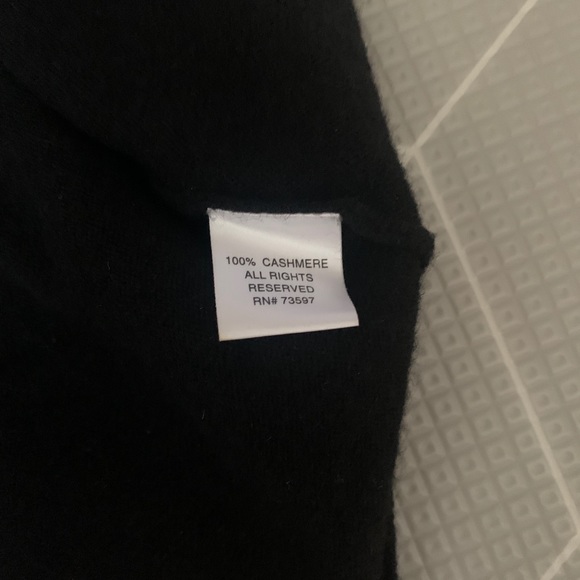 100% CASHMERE
ALL RIGHTS
RESERVED
RN# 73597